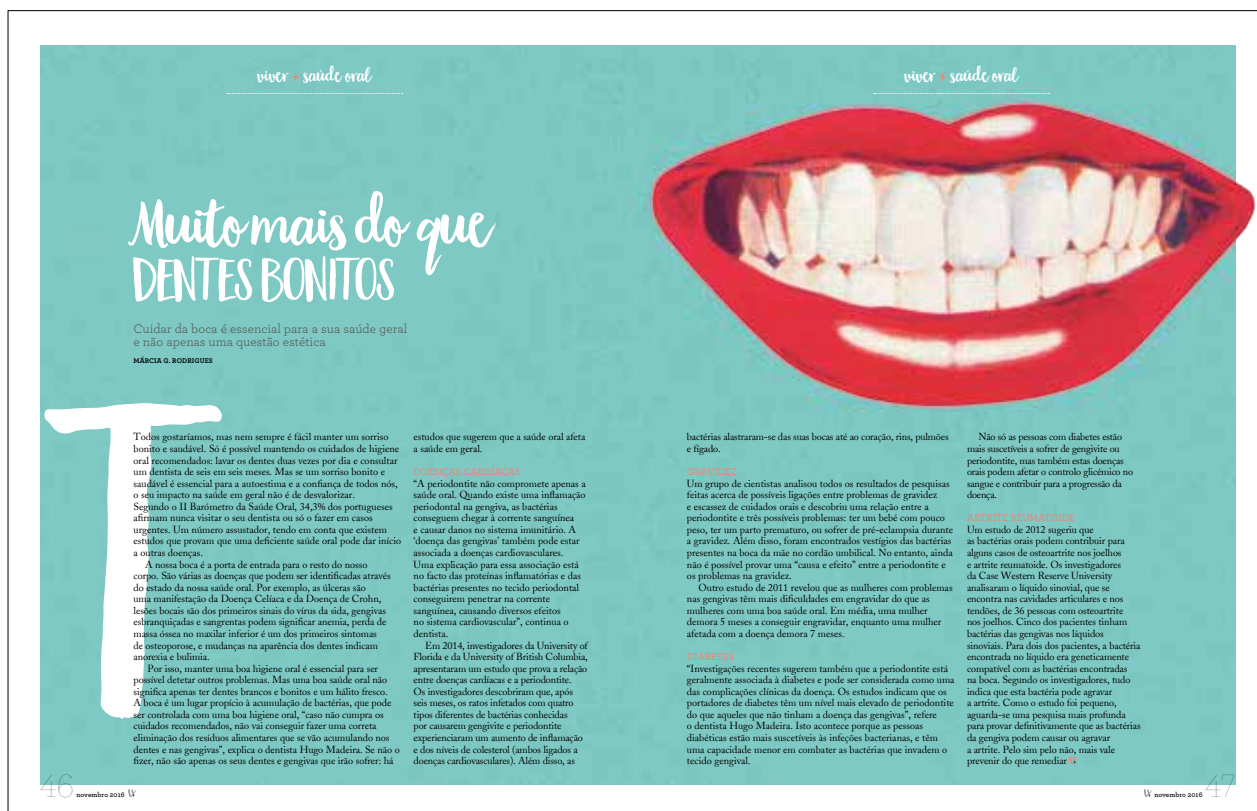 viver + saúde oral
Muito mais do que
DENTES BONITOS
Cuidar da boca é essencial para a sua saúde geral
e não apenas uma questão estética
MÁRCIA G. RODRIGUES
Todos gostaríamos, mas nem sempre é fácil manter um sorriso
bonito e saudável. Só é possível mantendo os cuidados de higiene
oral recomendados: lavar os dentes duas vezes por dia e consultar
um dentista de seis em seis meses. Mas se um sorriso bonito e
saudável é essencial para a autoestima e a confiança de todos nós,
o seu impacto na saúde em geral não é de desvalorizar.
Segundo o II Barómetro da Saúde Oral, 34,3% dos portugueses
afirmam nunca visitar o seu dentista ou só o fazer em casos
urgentes. Um número assustador, tendo em conta que existem
estudos que provam que uma deficiente saúde oral pode dar início
a outras doenças.
A nossa boca é a porta de entrada para o resto do nosso
corpo. São várias as doenças que podem ser identificadas através
do estado da nossa saúde oral. Por exemplo, as úlceras são
uma manifestação da Doença Celíaca e da Doença de Crohn,
lesões bocais são dos primeiros sinais do vírus da sida, gengivas
esbranquiçadas e sangrentas podem significar anemia, perda de
massa óssea no maxilar inferior é um dos primeiros sintomas
de osteoporose, e mudanças na aparência dos dentes indicam
anorexia e bulimia.
Por isso, manter uma boa higiene oral é essencial para ser
possível detetar outros problemas. Mas uma boa saúde oral não
significa apenas ter dentes brancos e bonitos e um hálito fresco.
A boca é um lugar propício à acumulação de bactérias, que pode
ser controlada com uma boa higiene oral, “caso não cumpra os
cuidados recomendados, não vai conseguir fazer uma correta
eliminação dos resíduos alimentares que se vão acumulando nos
dentes e nas gengivas”, explica o dentista Hugo Madeira. Se não o
fizer, não são apenas os seus dentes e gengivas que irão sofrer: há
estudos que sugerem que a saúde oral afeta
a saúde em geral.
DOENÇAS CARDÍACAS
“A periodontite não compromete apenas a
saúde oral. Quando existe uma inflamação
periodontal na gengiva, as bactérias
conseguem chegar à corrente sanguínea
e causar danos no sistema imunitário. A
‘doença das gengivas’ também pode estar
associada a doenças cardiovasculares.
Uma explicação para essa associação está
no facto das proteínas inflamatórias e das
bactérias presentes no tecido periodontal
conseguirem penetrar na corrente
sanguínea, causando diversos efeitos
no sistema cardiovascular”, continua o
dentista.
Em 2014, investigadores da University of
Florida e da University of British Columbia,
apresentaram um estudo que prova a relação
entre doenças cardíacas e a periodontite.
Os investigadores descobriram que, após
seis meses, os ratos infetados com quatro
tipos diferentes de bactérias conhecidas
por causarem gengivite e periodontite
experienciaram um aumento de inflamação
e dos níveis de colesterol (ambos ligados a
doenças cardiovasculares). Além disso, as
46 novembro 2016
viver + saúde oral
bactérias alastraram-se das suas bocas até ao coração, rins, pulmões
e fígado.
GRAVIDEZ
Um grupo de cientistas analisou todos os resultados de pesquisas
feitas acerca de possíveis ligações entre problemas de gravidez
e escassez de cuidados orais e descobriu uma relação entre a
periodontite e três possíveis problemas: ter um bebé com pouco
peso, ter um parto prematuro, ou sofrer de pré-eclampsia durante
a gravidez. Além disso, foram encontrados vestígios das bactérias
presentes na boca da mãe no cordão umbilical. No entanto, ainda
não é possível provar uma “causa e efeito” entre a periodontite e
os problemas na gravidez.
Outro estudo de 2011 revelou que as mulheres com problemas
nas gengivas têm mais dificuldades em engravidar do que as
mulheres com uma boa saúde oral. Em média, uma mulher
demora 5 meses a conseguir engravidar, enquanto uma mulher
afetada com a doença demora 7 meses.
DIABETES
“Investigações recentes sugerem também que a periodontite está
geralmente associada à diabetes e pode ser considerada como uma
das complicações clínicas da doença. Os estudos indicam que os
portadores de diabetes têm um nível mais elevado de periodontite
do que aqueles que não tinham a doença das gengivas”, refere
o dentista Hugo Madeira. Isto acontece porque as pessoas
diabéticas estão mais suscetíveis às infeções bacterianas, e têm
uma capacidade menor em combater as bactérias que invadem o
tecido gengival.
Não só as pessoas com diabetes estão
mais suscetíveis a sofrer de gengivite ou
periodontite, mas também estas doenças
orais podem afetar o controlo glicémico no
sangue e contribuir para a progressão da
doença.
ARTRITE REUMATOIDE
Um estudo de 2012 sugeriu que
as bactérias orais podem contribuir para
alguns casos de osteoartrite nos joelhos
e artrite reumatoide. Os investigadores
da Case Western Reserve University
analisaram o líquido sinovial, que se
encontra nas cavidades articulares e nos
tendões, de 36 pessoas com osteoartrite
nos joelhos. Cinco dos pacientes tinham
bactérias das gengivas nos líquidos
sinoviais. Para dois dos pacientes, a bactéria
encontrada no líquido era geneticamente
compatível com as bactérias encontradas
na boca. Segundo os investigadores, tudo
indica que esta bactéria pode agravar
a artrite. Como o estudo foi pequeno,
aguarda-se uma pesquisa mais profunda
para provar definitivamente que as bactérias
da gengiva podem causar ou agravar
a artrite. Pelo sim pelo não, mais vale
prevenir do que remediar
novembro 2016 47